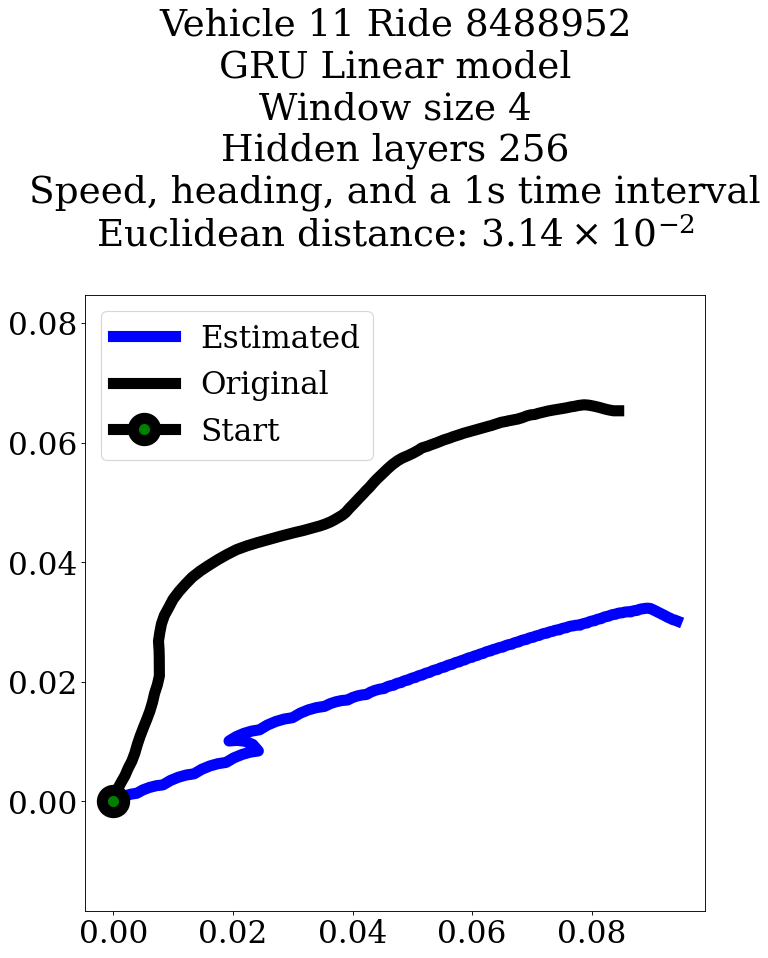 Vehicle 11 Ride 8488952
GRU Linear model
Window size 4
Hidden layers 256
Speed, heading, and a 1s time interval
Euclidean distance: 3.14 × 10⁻²
Estimated
Original
Start
0.08
0.06
0.04
0.02
0.00
0.00 0.02 0.04 0.06 0.08